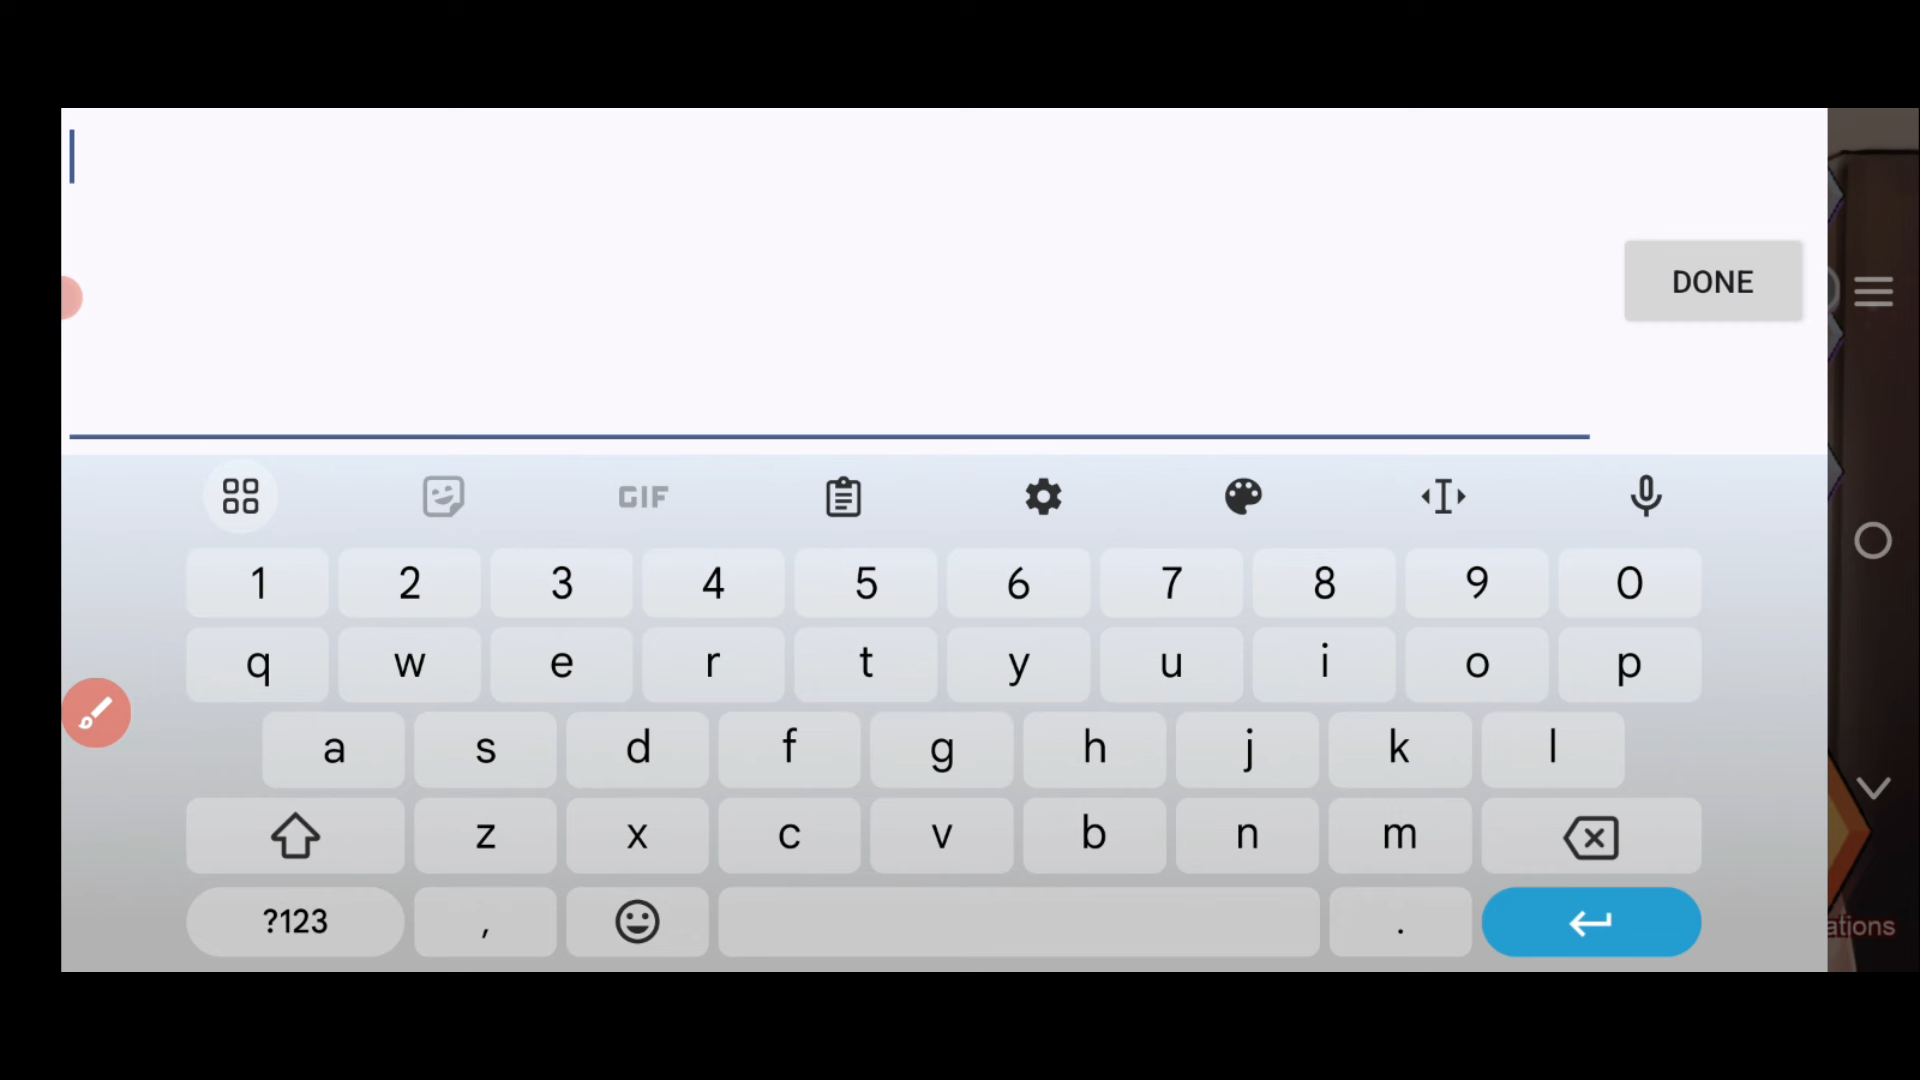 DONE
GIF
1 2 3 4 5 6 7 8 9 0
q w e r t y u i o p
a s d f g h j k l
z x c v b n m
?123 , .
ations